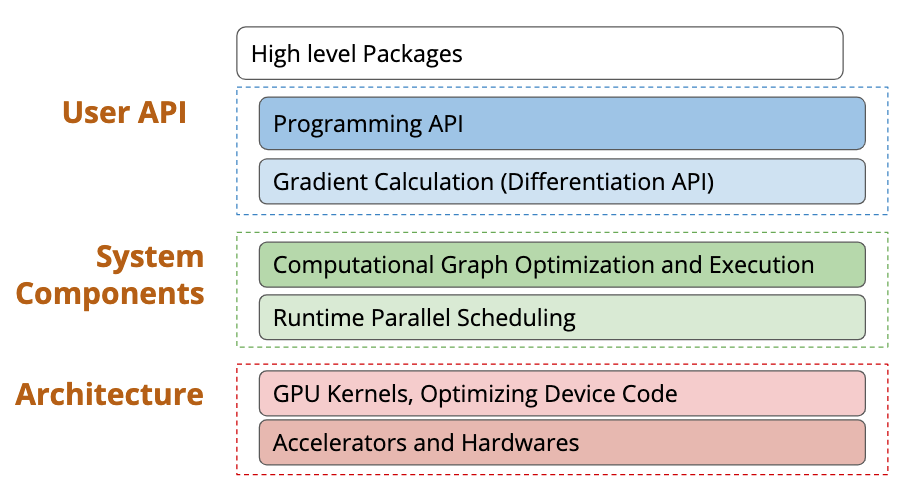 High level Packages
User API
Programming API
Gradient Calculation (Differentiation API)
System
Components
Computational Graph Optimization and Execution
Runtime Parallel Scheduling
Architecture
GPU Kernels, Optimizing Device Code
Accelerators and Hardwares